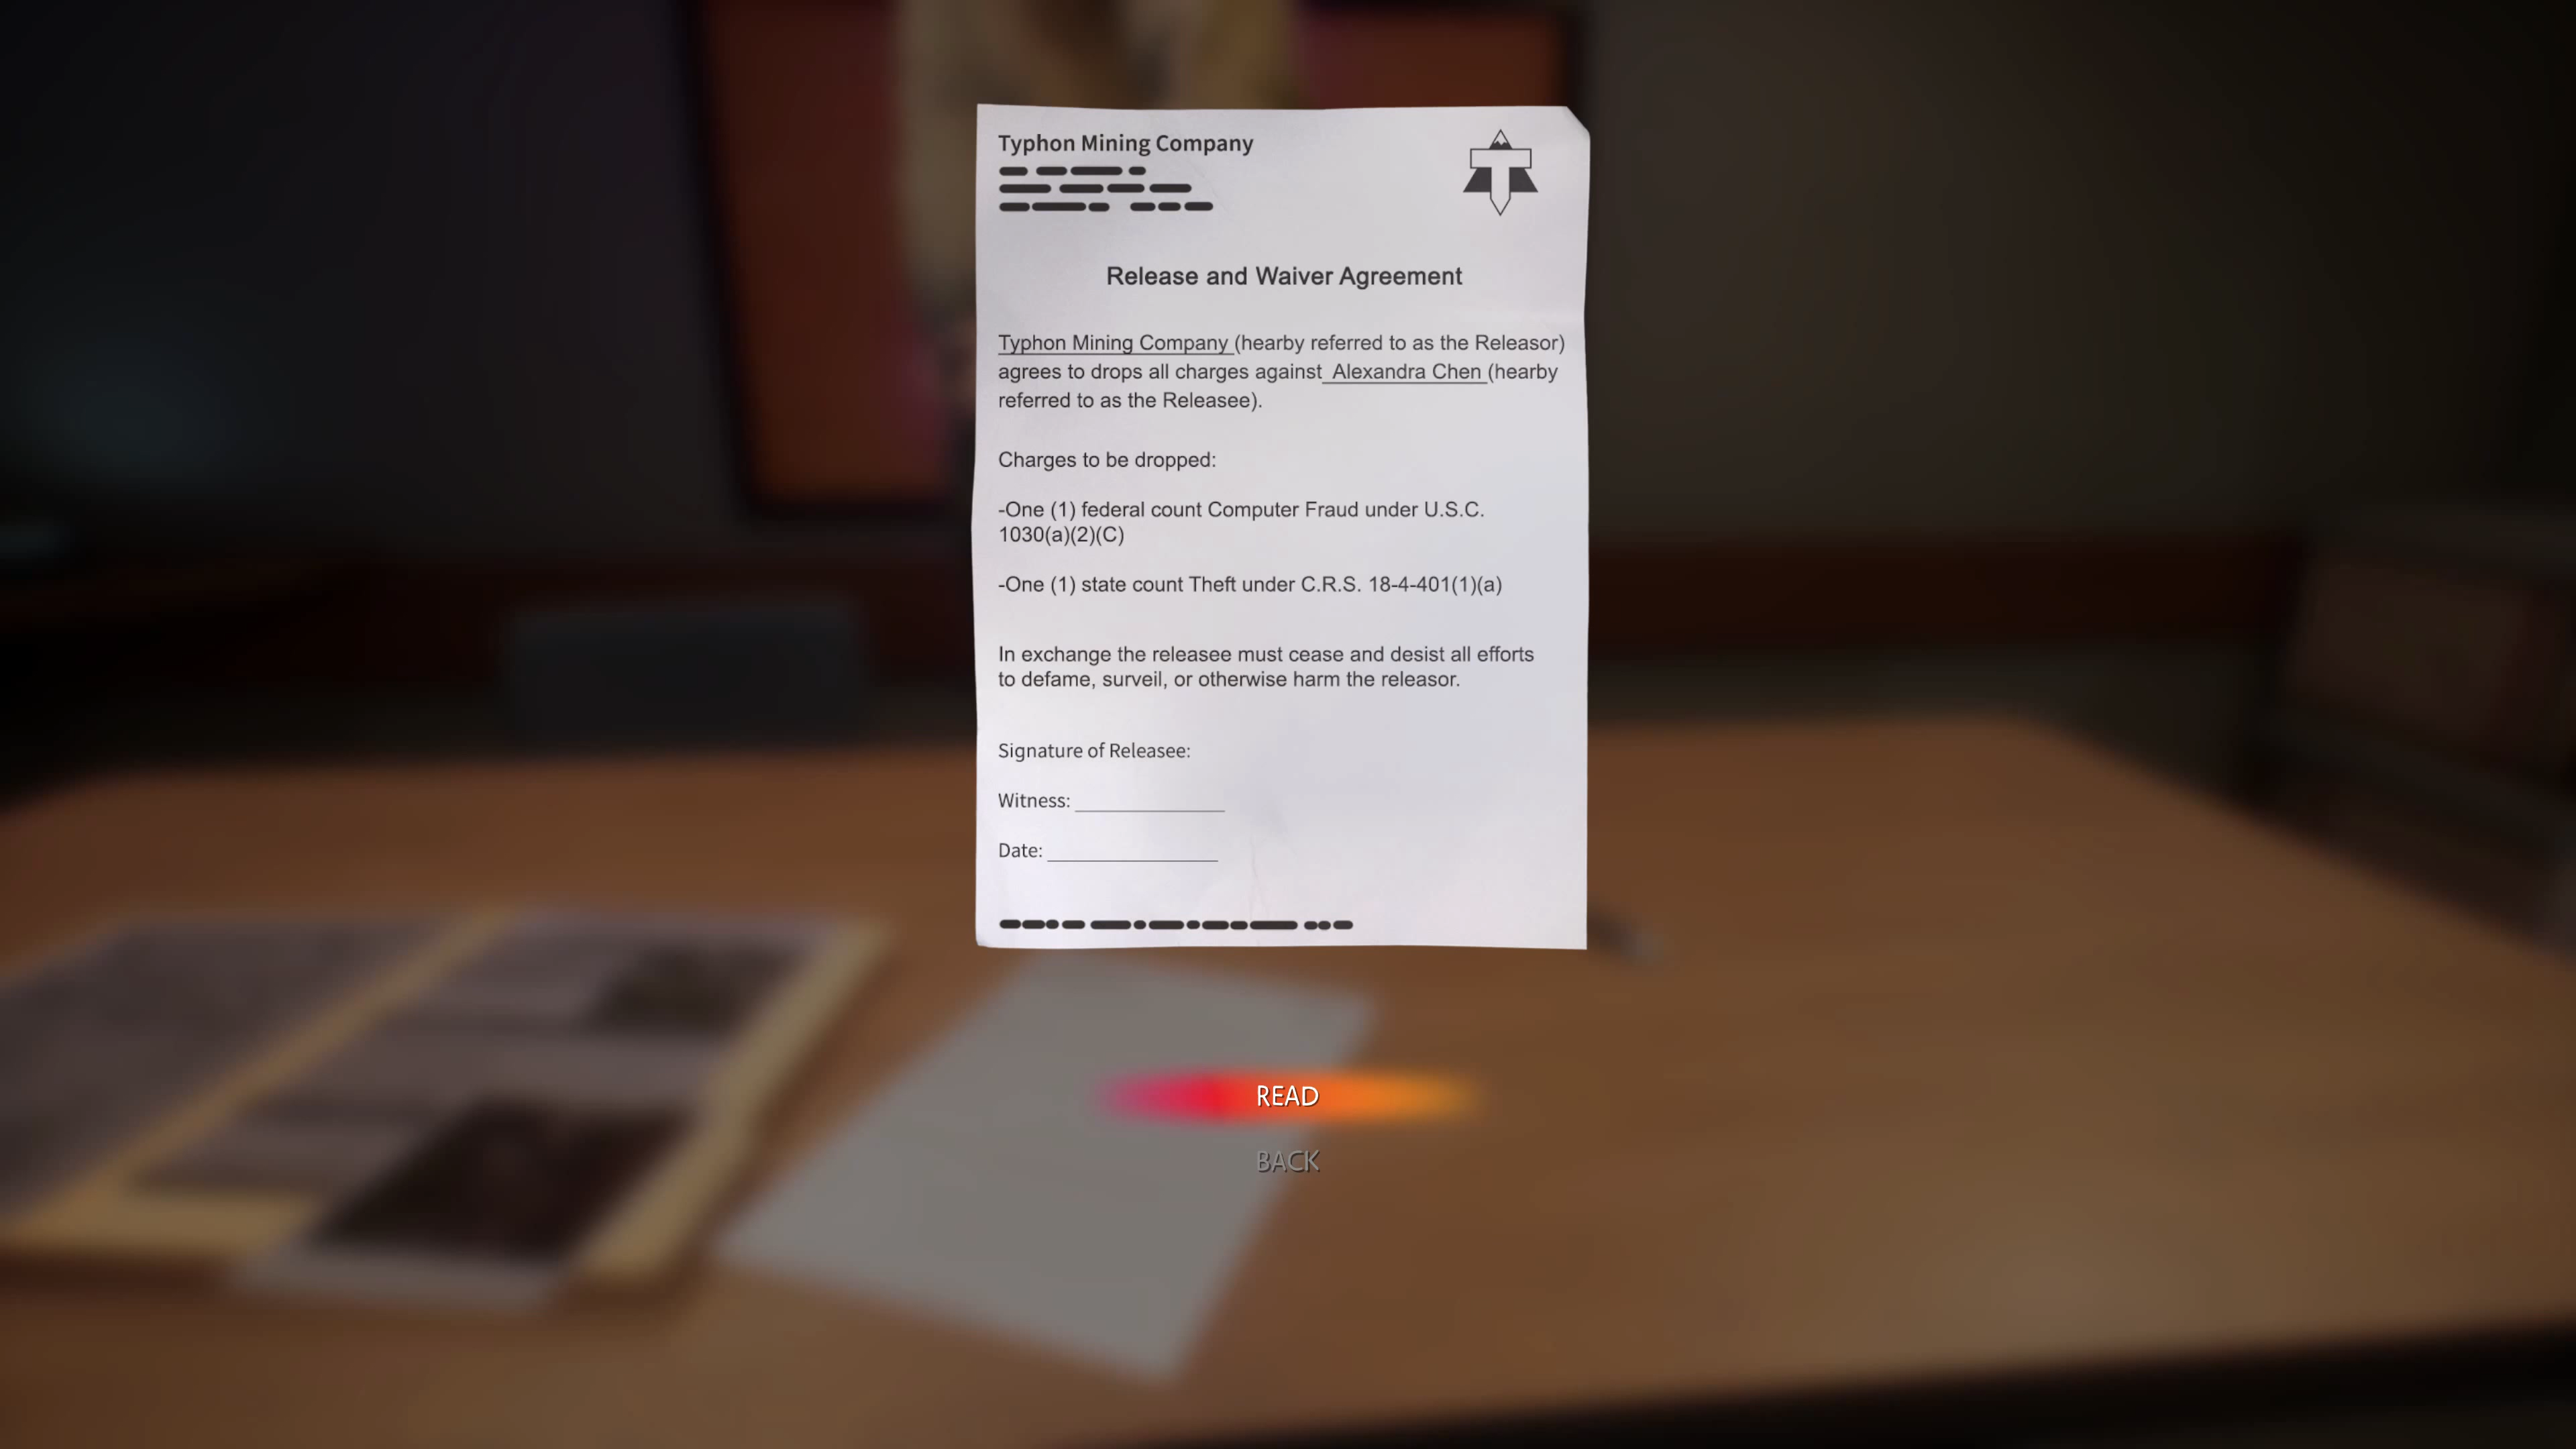 Typhon Mining Company
Release and Waiver Agreement
Typhon Mining Company (hearby referred to as the Releasor)
agrees to drops all charges against Alexandra Chen (hearby
referred to as the Releasee).
Charges to be dropped:
-One (1) federal count Computer Fraud under U.S.C.
1030(a)(2)(C)
-One (1) state count Theft under C.R.S. 18-4-401(1)(a)
In exchange the releasee must cease and desist all efforts
to defame, surveil, or otherwise harm the releasor.
Signature of Releasee:
Witness: ______________
Date: ________________
READ
BACK